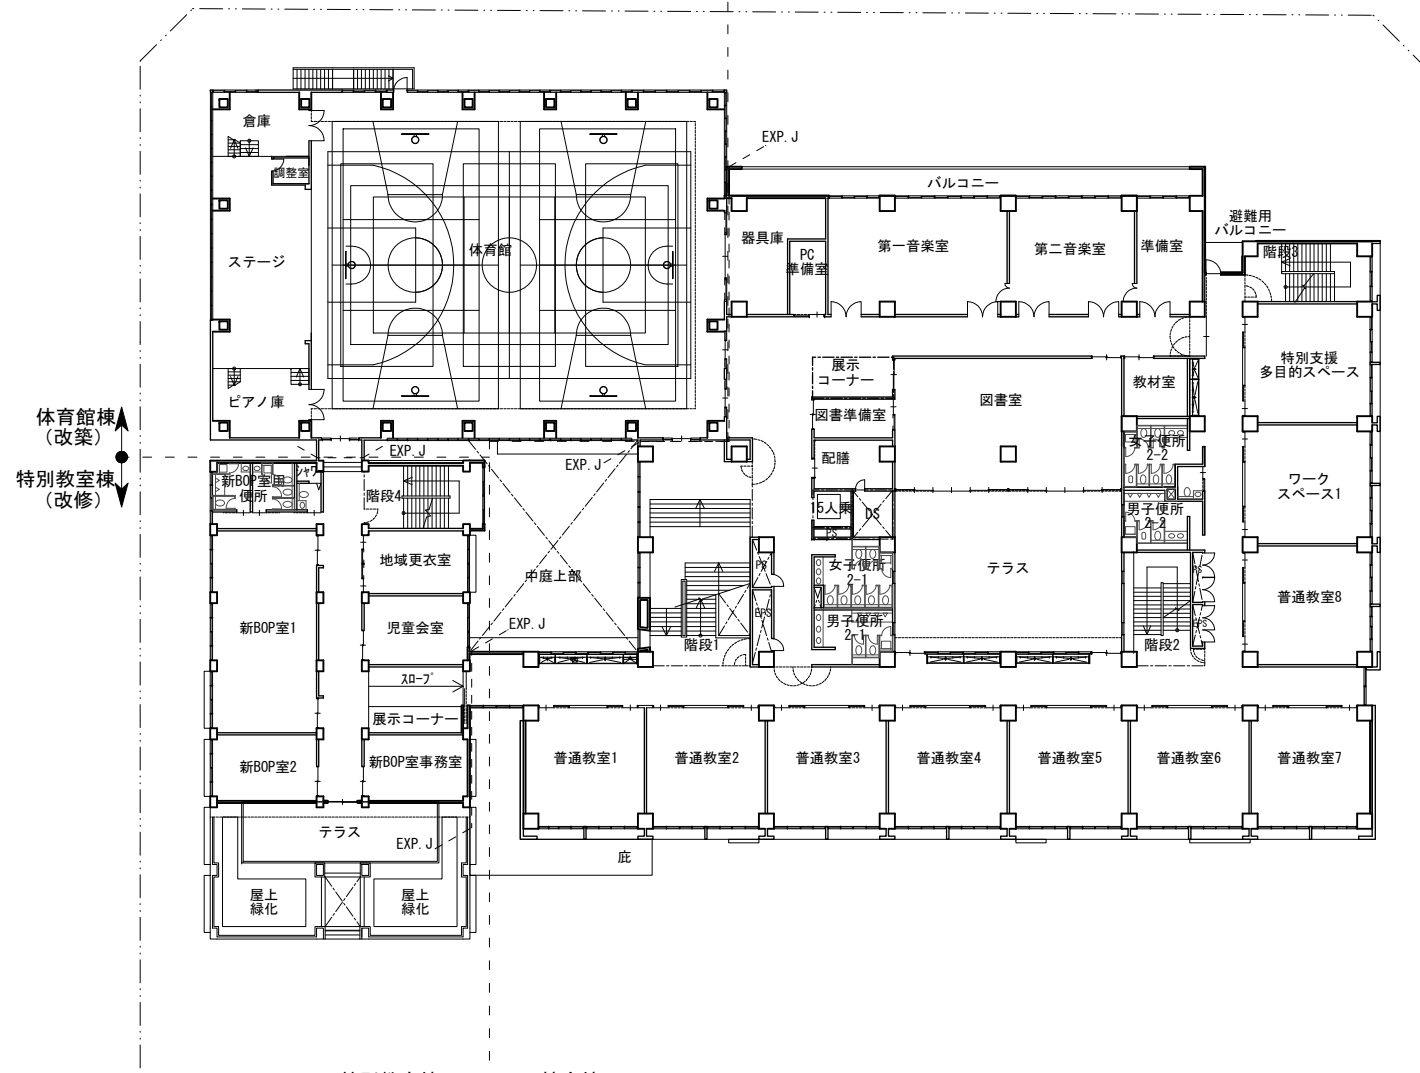 倉庫
調整室
EXP.J
バルコニー
避難用
バルコニー
器具庫
第一音楽室
第二音楽室
準備室
階段3
PC
準備室
体育館
ステージ
特別支援
多目的スペース
展示
コーナー
教材室
図書室
ピアノ庫
図書準備室
体育館棟
（改築）
特別教室棟
（改修）
EXP.J
EXP.J
女子便所
2-2
配膳
新BOP室用
便所
シャワー
階段4
ワーク
スペース1
15人乗
DS
男子便所
2-2
PS
地域更衣室
中庭上部
PS
女子便所
2-1
テラス
PS
普通教室8
新BOP室1
児童会室
EXP.J
EPS
男子便所
2-1
階段1
階段2
スロープ
展示コーナー
新BOP室2
新BOP室事務室
普通教室1
普通教室2
普通教室3
普通教室4
普通教室5
普通教室6
普通教室7
テラス
EXP.J
庇
屋上
緑化
屋上
緑化